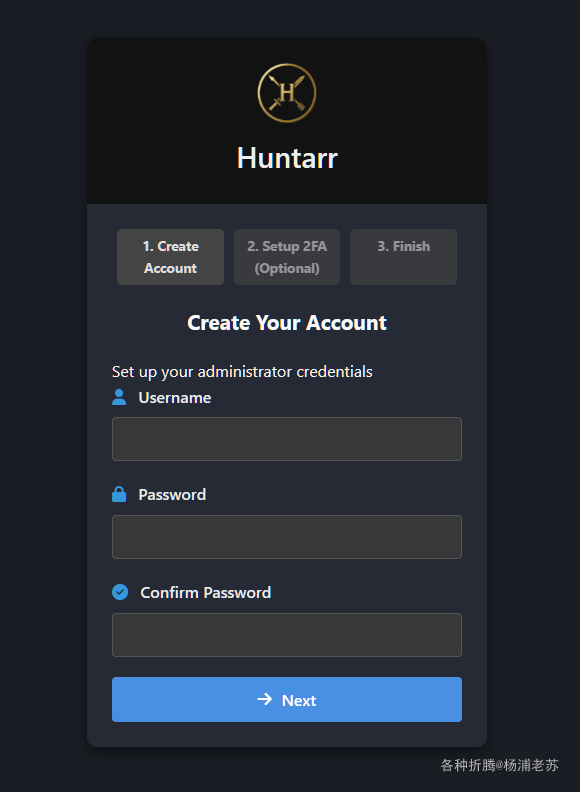 H
Huntarr
1. Create
Account
2. Setup 2FA
(Optional)
3. Finish
Create Your Account
Set up your administrator credentials
Username
Password
Confirm Password
Next
各种折腾@杨浦老苏